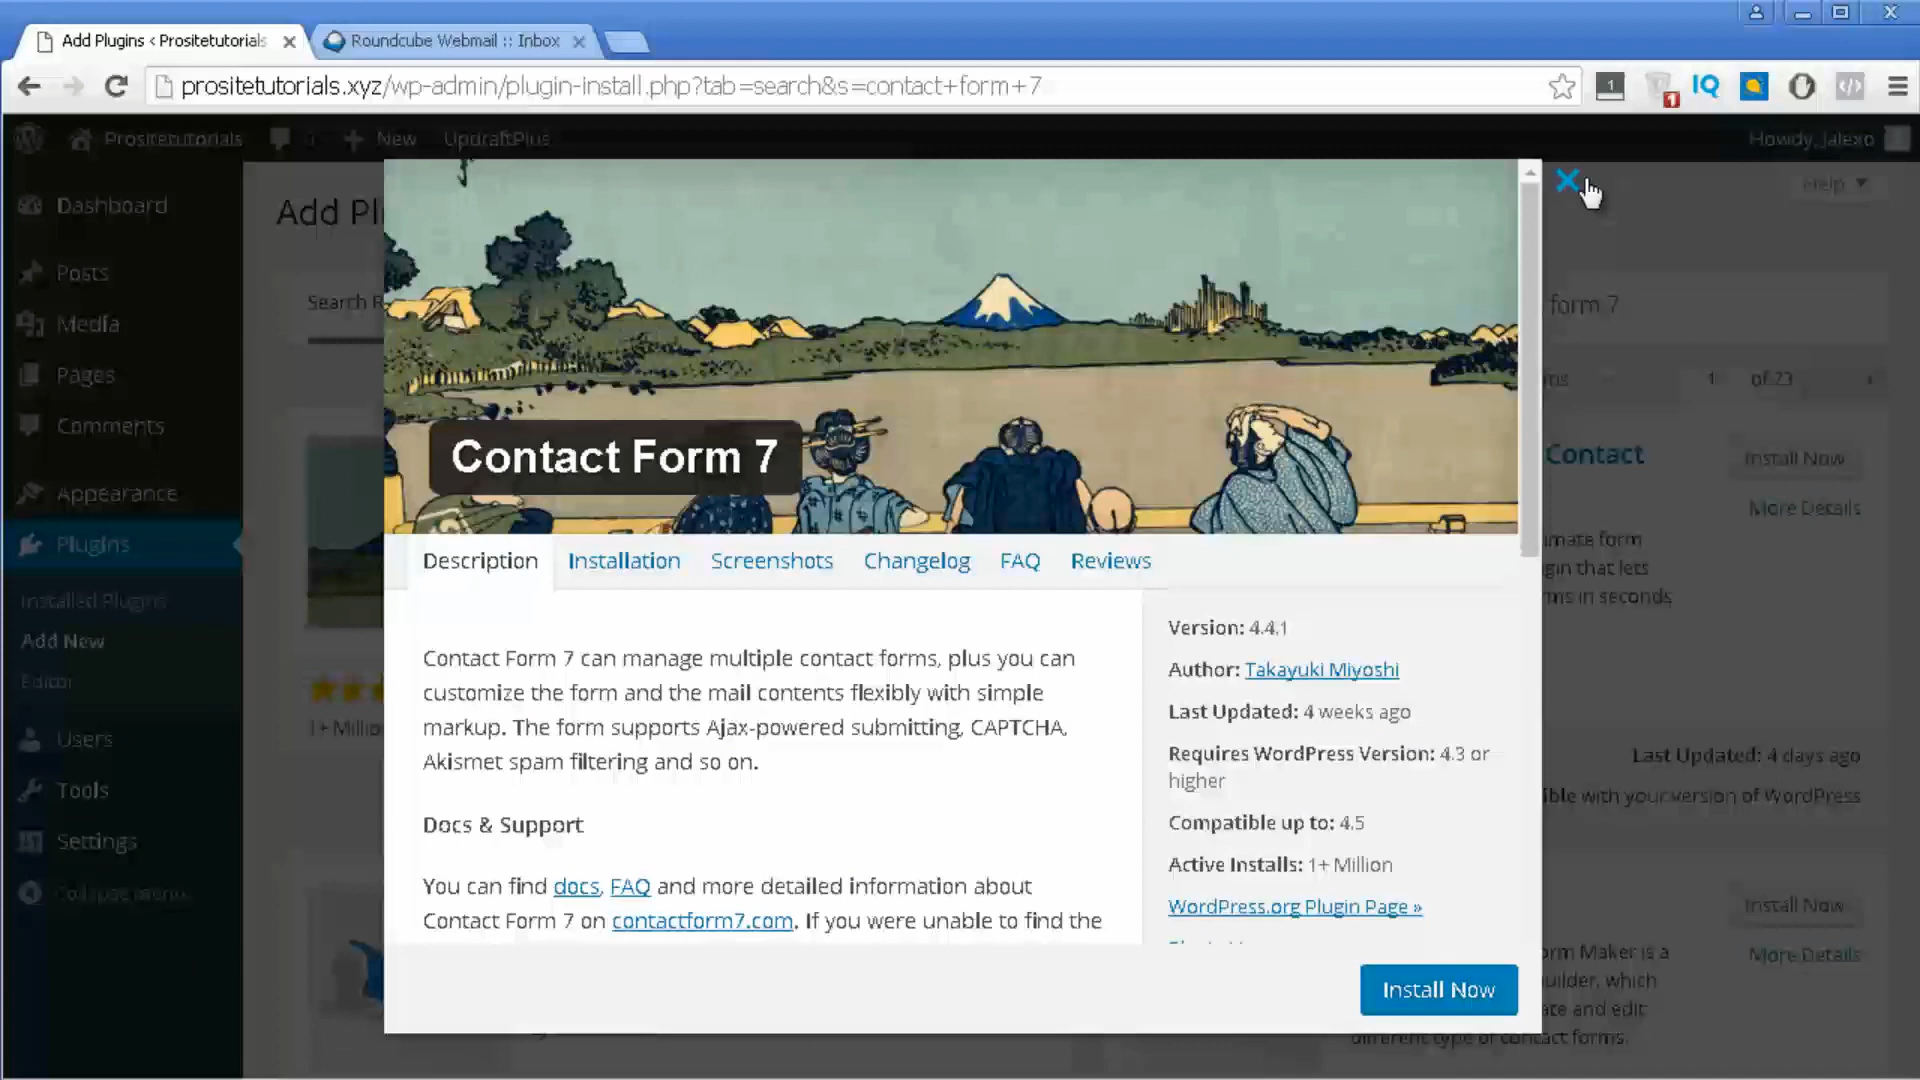 Add Plugins < Prositetutorials
Roundcube Webmail :: Inbox
prositetutorials.xyz/wp-admin/plugin-install.php?tab=search&s=contact+form+7
1
1
IQ
Prositetutorials
1
New
UpdraftPlus
Howdy, jalexo
Dashboard
Posts
Media
Pages
Comments
Appearance
Plugins
Installed Plugins
Add New
Editor
Users
Tools
Settings
Collapse menu
Add Pl
Help
Search R
form 7
ms
1
of 23
Contact Form 7
Description
Installation
Screenshots
Changelog
FAQ
Reviews
Contact Form 7 can manage multiple contact forms, plus you can
customize the form and the mail contents flexibly with simple
markup. The form supports Ajax-powered submitting, CAPTCHA,
Akismet spam filtering and so on.
Docs & Support
You can find docs, FAQ and more detailed information about
Contact Form 7 on contactform7.com. If you were unable to find the
Version: 4.4.1
Author: Takayuki Miyoshi
Last Updated: 4 weeks ago
Requires WordPress Version: 4.3 or
higher
Compatible up to: 4.5
Active Installs: 1+ Million
WordPress.org Plugin Page »
Install Now
1+ Millio
Contact
Install Now
More Details
imate form
gin that lets
ms in seconds
Last Updated: 4 days ago
ible with your version of WordPress
Install Now
More Details
orm Maker is a
uilder, which
ate and edit
different type of contact forms.